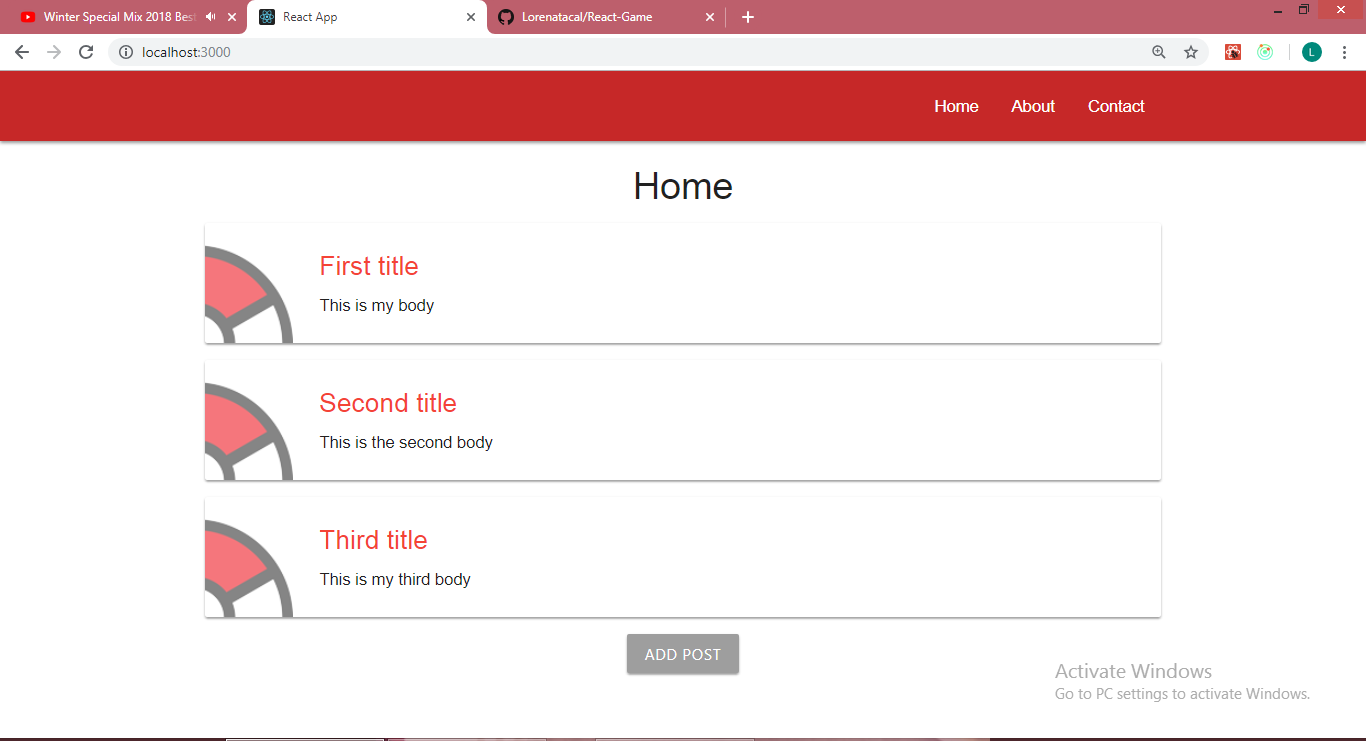 Winter Special Mix 2018 Best
React App
Lorenatacal/React-Game
localhost:3000
L
Home About Contact
Home
First title
This is my body
Second title
This is the second body
Third title
This is my third body
ADD POST
Activate Windows
Go to PC settings to activate Windows.